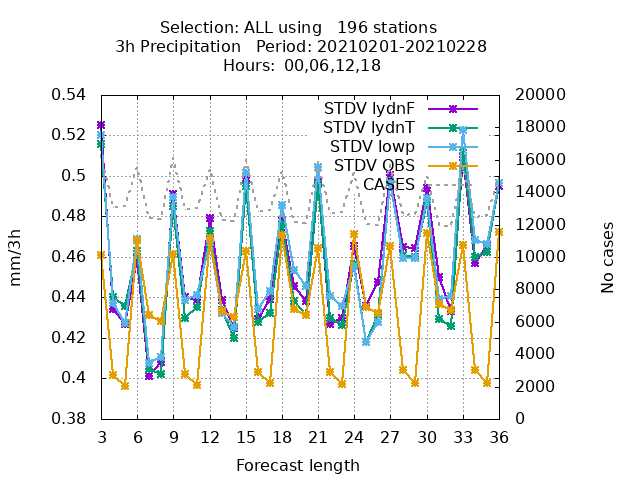 Selection: ALL using   196 stations
3h Precipitation   Period: 20210201-20210228
Hours:  00,06,12,18
0.54
0.52
0.5
0.48
0.46
0.44
0.42
0.4
0.38
20000
18000
16000
14000
12000
10000
8000
6000
4000
2000
0
STDV lydnF
STDV lydnT
STDV lowp
STDV OBS
CASES
mm/3h
No cases
3 6 9 12 15 18 21 24 27 30 33 36
Forecast length